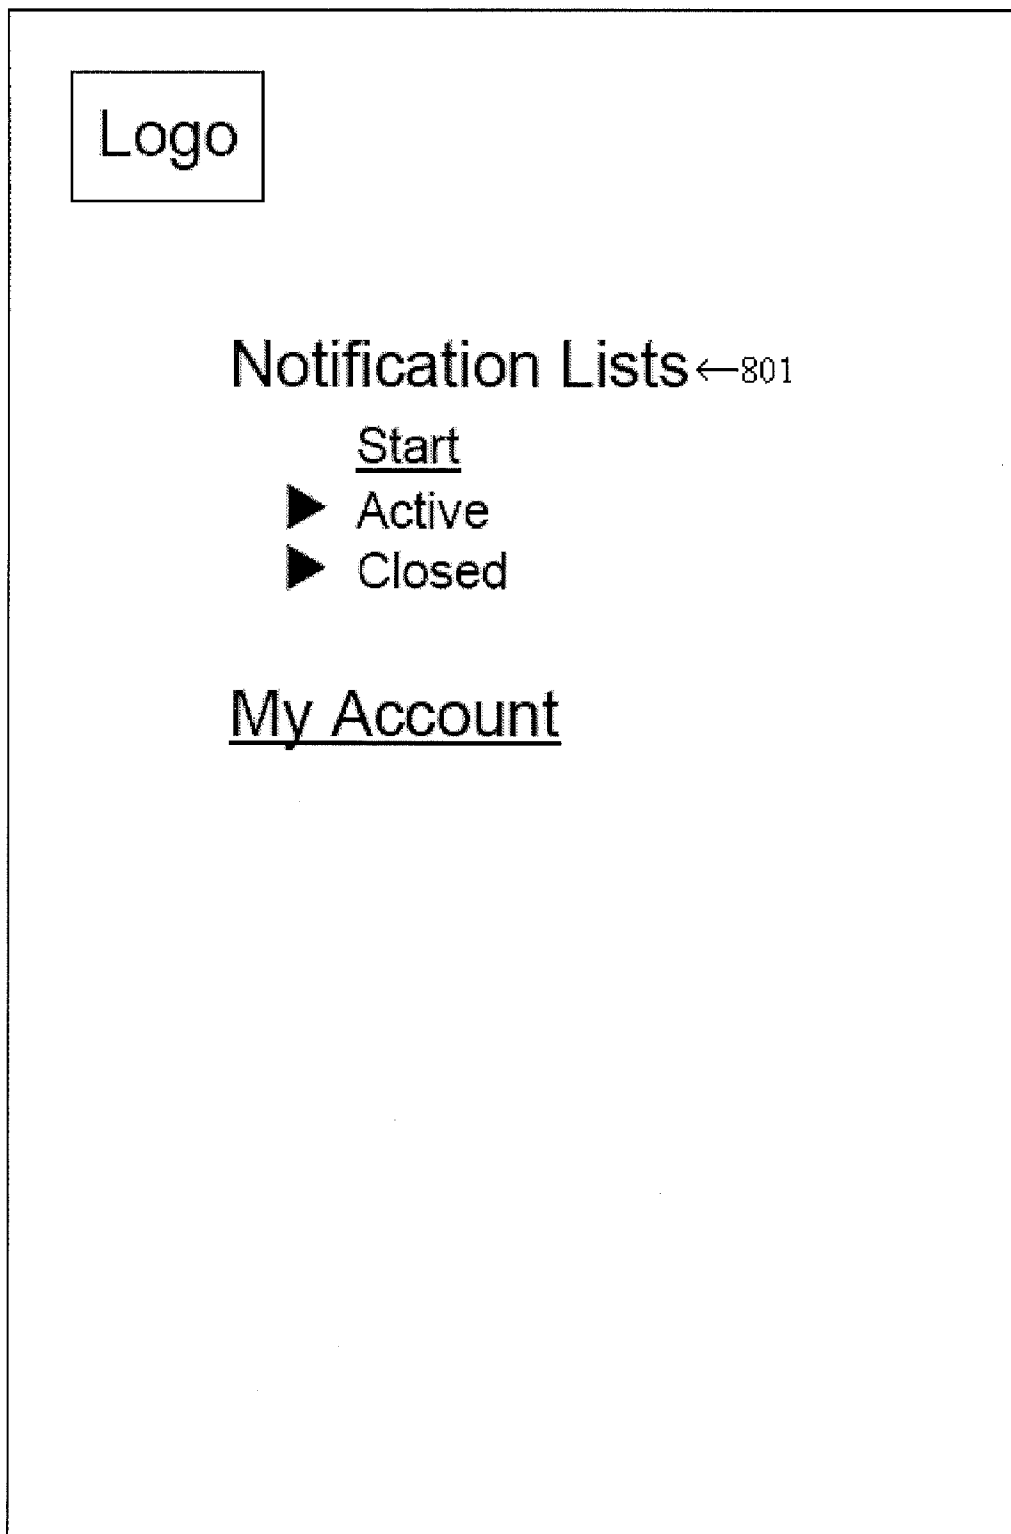 Logo
Notification Lists ←801
Start
▶ Active
▶ Closed
My Account